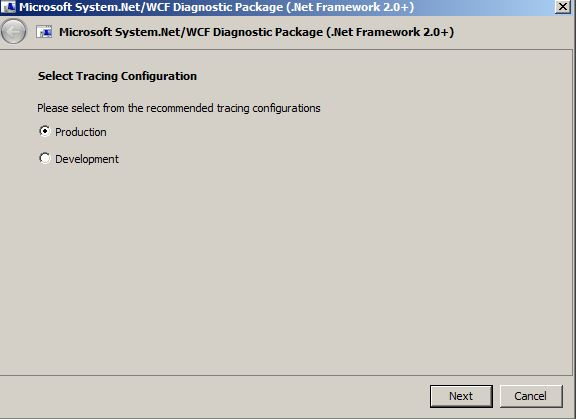 Microsoft System.Net/WCF Diagnostic Package (.Net Framework 2.0+)
Microsoft System.Net/WCF Diagnostic Package (.Net Framework 2.0+)
Select Tracing Configuration
Please select from the recommended tracing configurations
Production
Development
Next Cancel